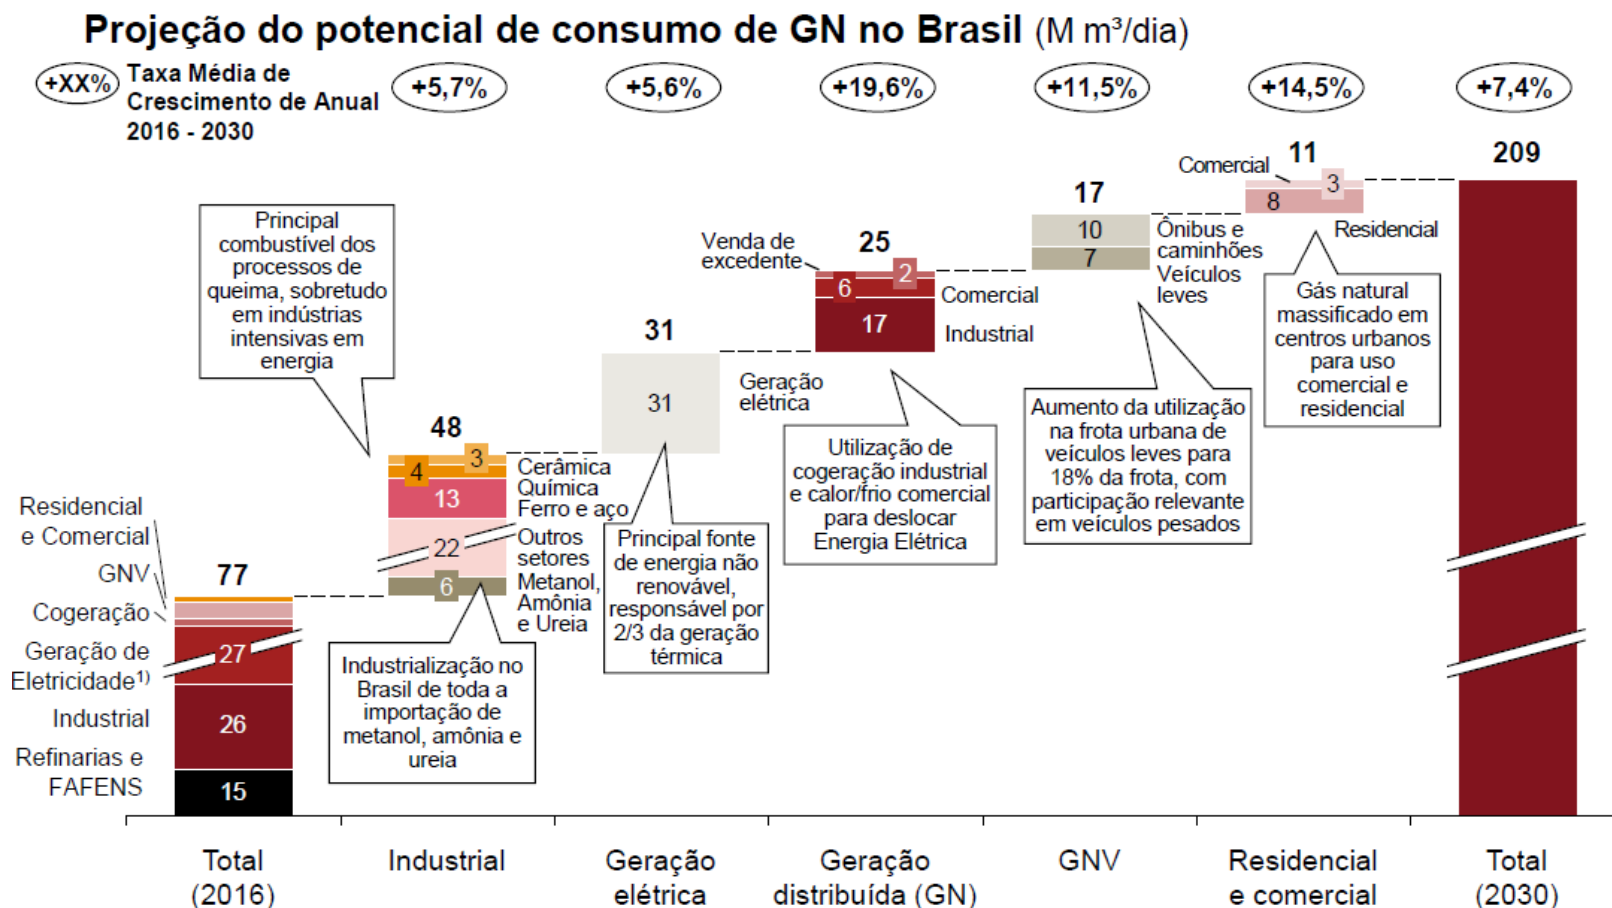 Projeção do potencial de consumo de GN no Brasil (M m³/dia)
+XX%
Taxa Média de
Crescimento de Anual
2016 - 2030
+5,7%
+5,6%
+19,6%
+11,5%
+14,5%
+7,4%
Residencial
e Comercial
GNV
Cogeração
Geração de
Eletricidade¹⁾
Industrial
Refinarias e
FAFENS
77
27
26
15
Principal
combustível dos
processos de
queima, sobretudo
em indústrias
intensivas em
energia
48
3
4
13
22
6
Cerâmica
Química
Ferro e aço
Outros
setores
Metanol,
Amônia
e Ureia
Industrialização no
Brasil de toda a
importação de
metanol, amônia e
ureia
31
31
Geração
elétrica
Principal fonte
de energia não
renovável,
responsável por
2/3 da geração
térmica
Venda de
excedente
25
2
6
17
Comercial
Industrial
Utilização de
cogeração industrial
e calor/frio comercial
para deslocar
Energia Elétrica
17
10
7
Ônibus e
caminhões
Veículos
leves
Aumento da utilização
na frota urbana de
veículos leves para
18% da frota, com
participação relevante
em veículos pesados
Comercial
11
3
8
Residencial
Gás natural
massificado em
centros urbanos
para uso
comercial e
residencial
209
Total
(2016)
Industrial
Geração
elétrica
Geração
distribuída (GN)
GNV
Residencial
e comercial
Total
(2030)